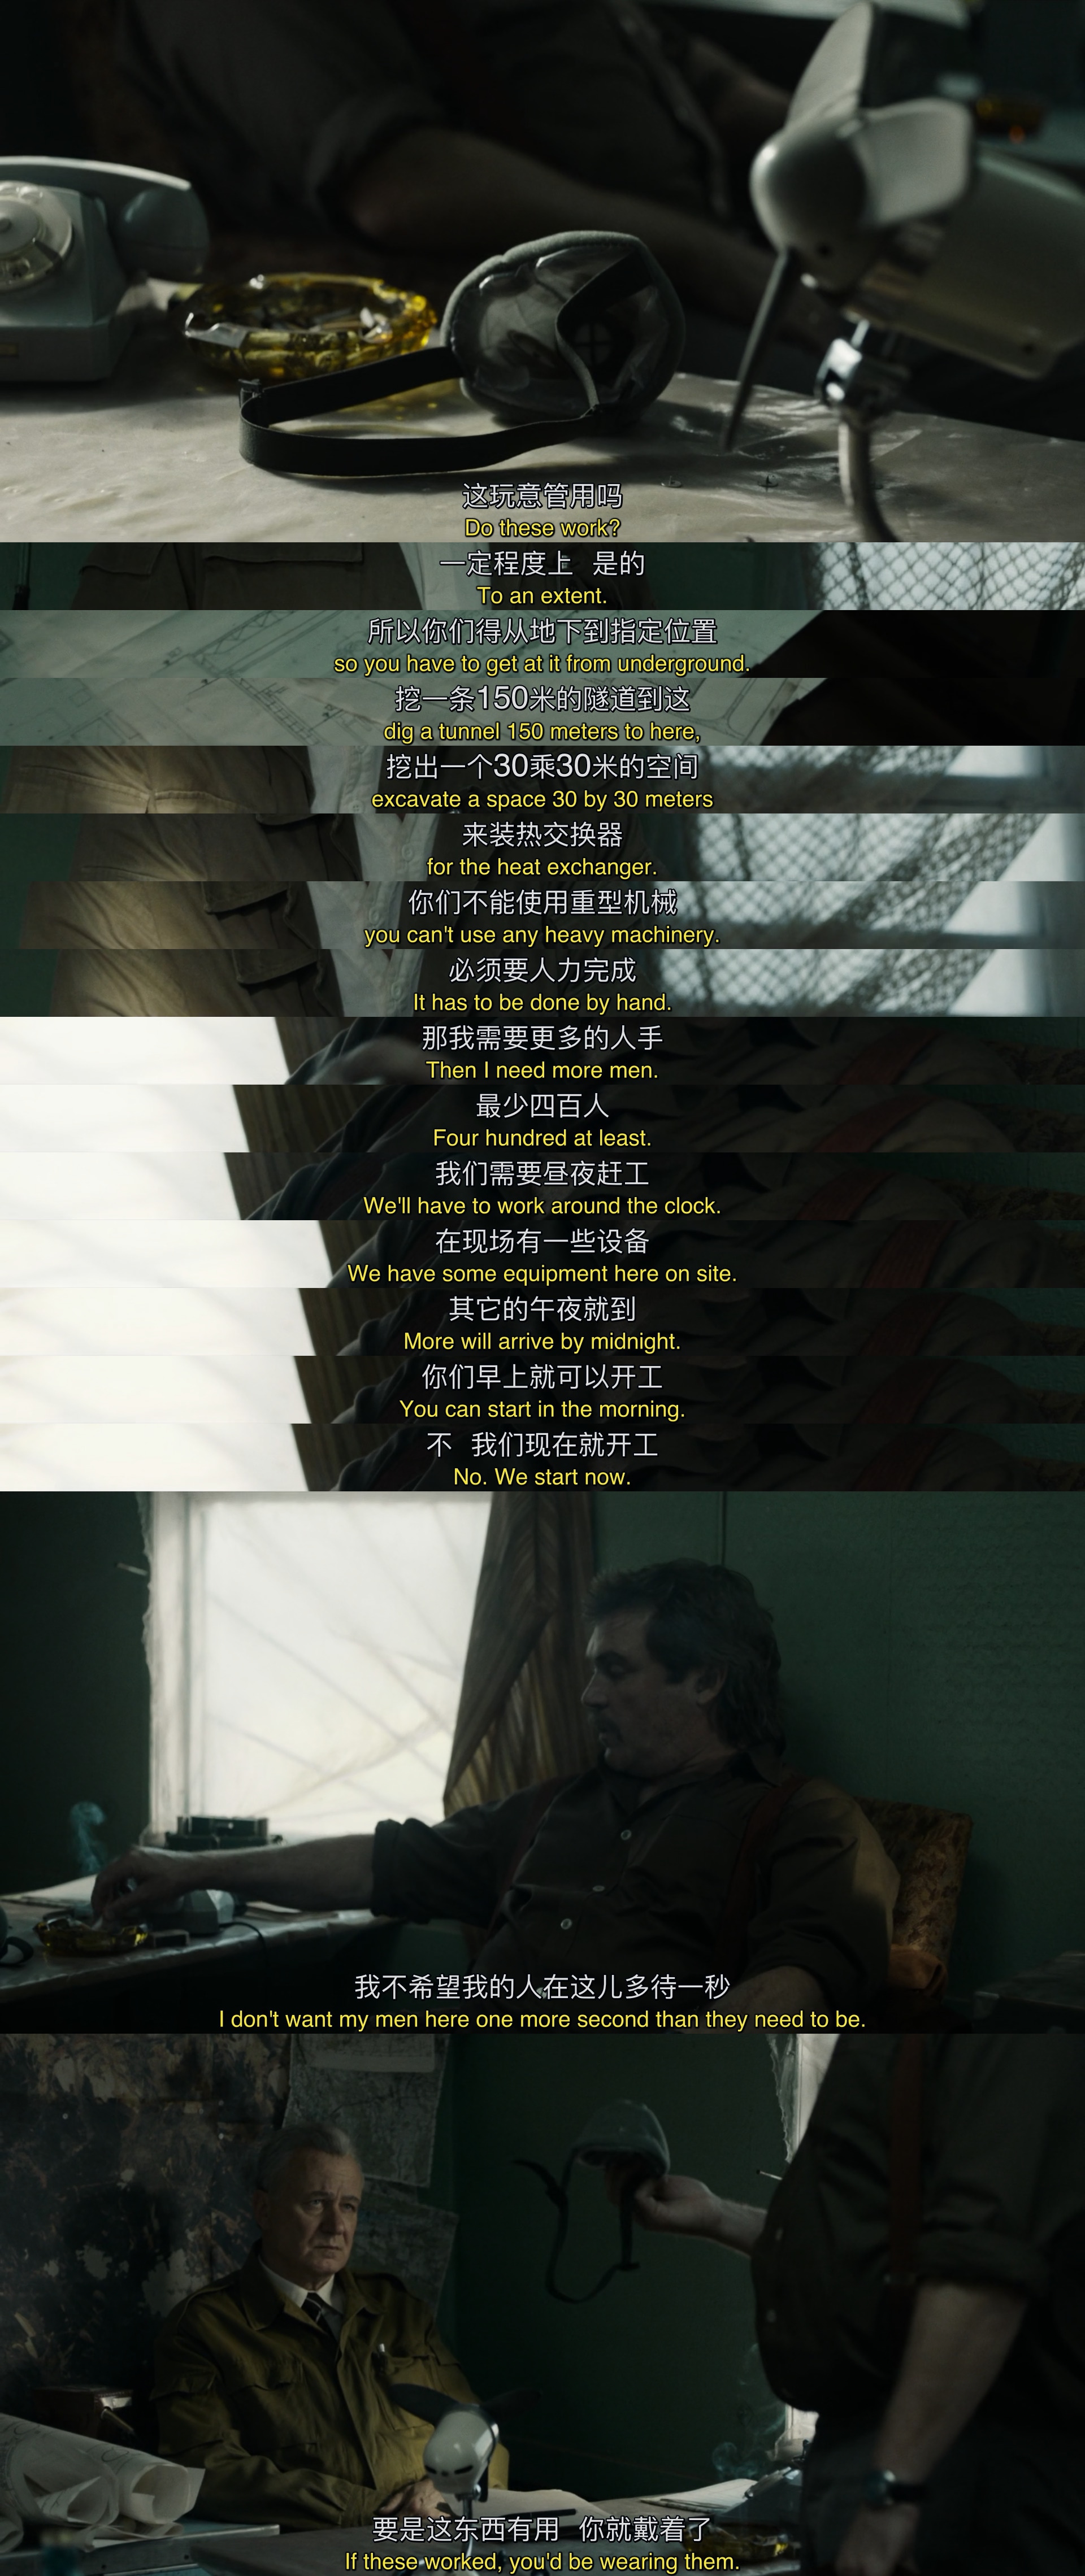 这玩意管用吗
Do these work?
一定程度上 是的
To an extent.
所以你们得从地下到指定位置
so you have to get at it from underground.
挖一条150米的隧道到这
dig a tunnel 150 meters to here,
挖出一个30乘30米的空间
excavate a space 30 by 30 meters
来装热交换器
for the heat exchanger.
你们不能使用重型机械
you can't use any heavy machinery.
必须要人力完成
It has to be done by hand.
那我需要更多的人手
Then I need more men.
最少四百人
Four hundred at least.
我们需要昼夜赶工
We'll have to work around the clock.
在现场有一些设备
We have some equipment here on site.
其它的午夜就到
More will arrive by midnight.
你们早上就可以开工
You can start in the morning.
不 我们现在就开工
No. We start now.
我不希望我的人在这儿多待一秒
I don't want my men here one more second than they need to be.
要是这东西有用 你就戴着了
If these worked, you'd be wearing them.